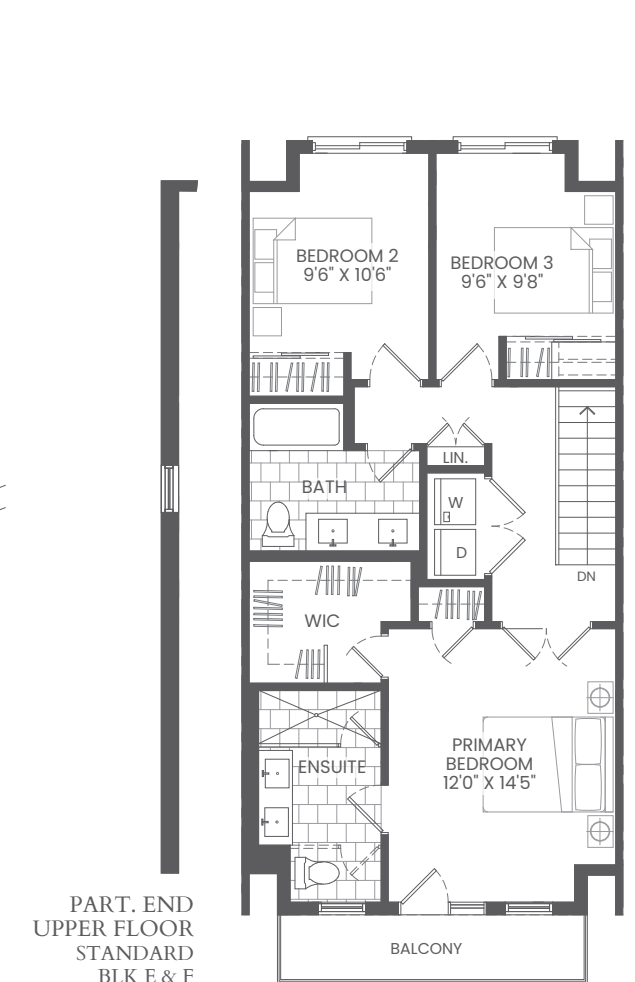 BEDROOM 2
9'6" X 10'6"
BEDROOM 3
9'6" X 9'8"
LIN.
BATH
W
D
DN
WIC
PRIMARY
BEDROOM
12'0" X 14'5"
ENSUITE
BALCONY
PART. END
UPPER FLOOR
STANDARD
BLK E & F